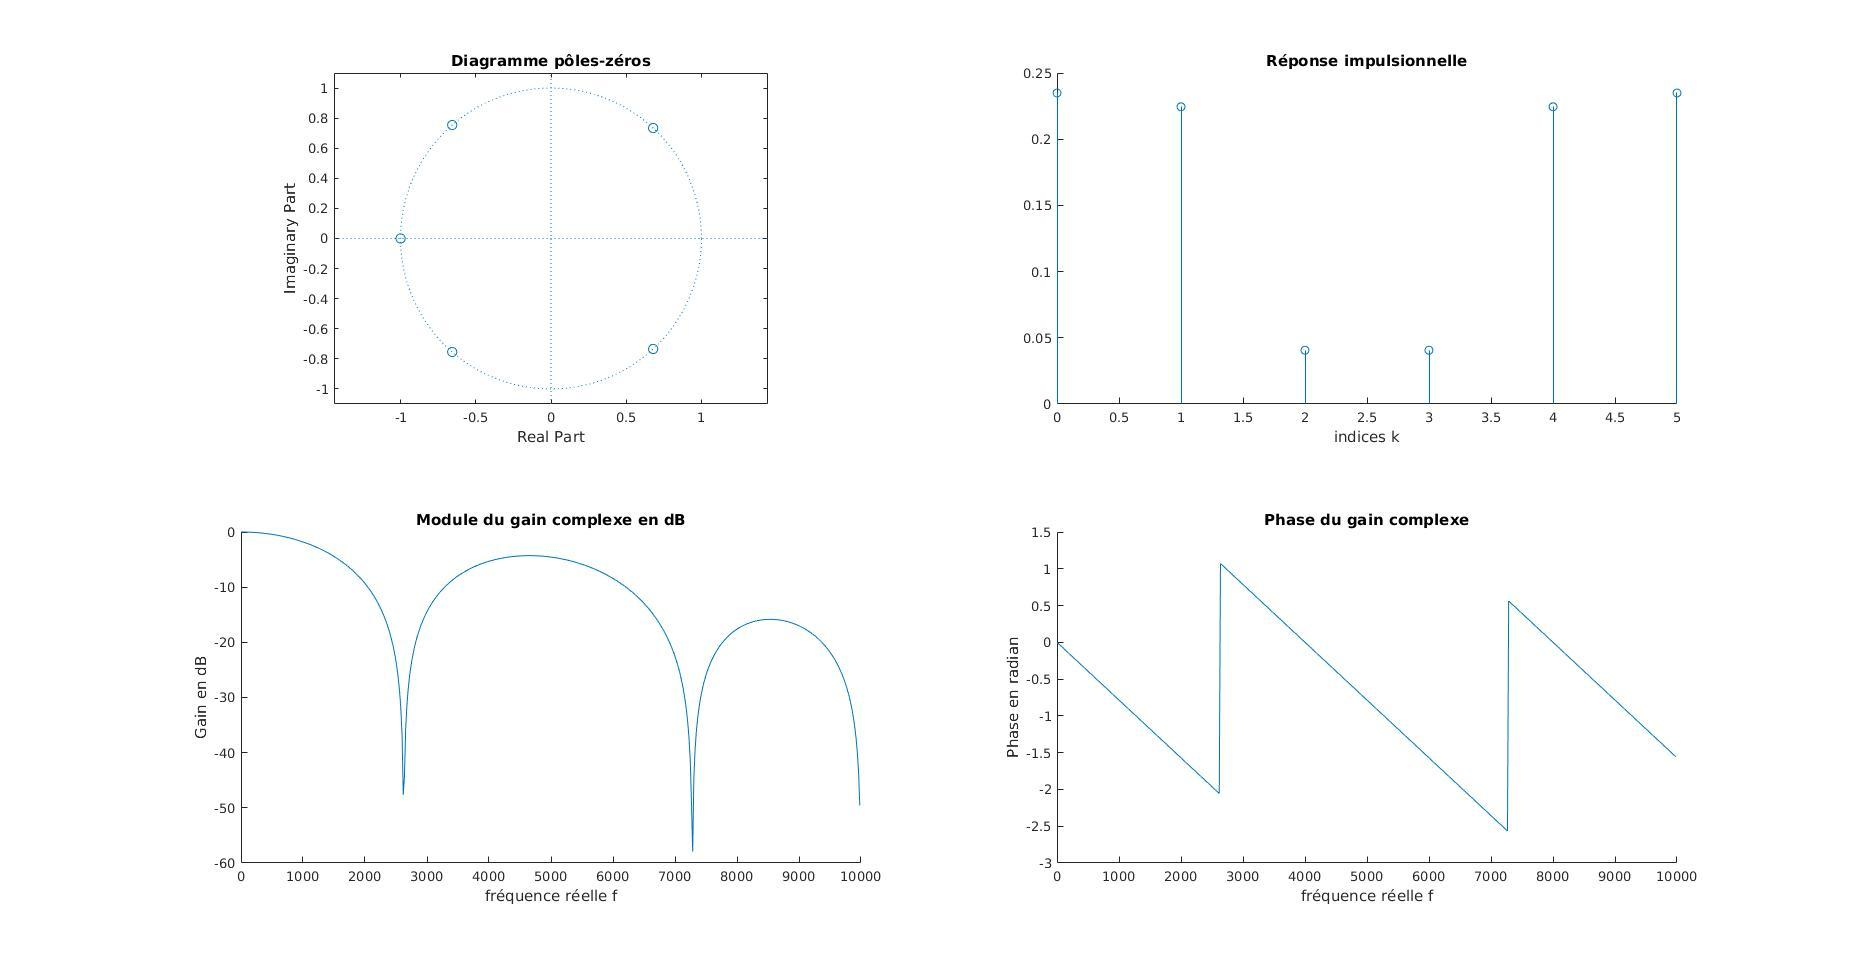 Diagramme pôles-zéros
1
0.8
0.6
0.4
0.2
0
-0.2
-0.4
-0.6
-0.8
-1
Imaginary Part
-1 -0.5 0 0.5 1
Real Part
Réponse impulsionnelle
0.25
0.2
0.15
0.1
0.05
0
0 0.5 1 1.5 2 2.5 3 3.5 4 4.5 5
indices k
Module du gain complexe en dB
0
-10
-20
-30
-40
-50
-60
Gain en dB
0 1000 2000 3000 4000 5000 6000 7000 8000 9000 10000
fréquence réelle f
Phase du gain complexe
1.5
1
0.5
0
-0.5
-1
-1.5
-2
-2.5
-3
Phase en radian
0 1000 2000 3000 4000 5000 6000 7000 8000 9000 10000
fréquence réelle f